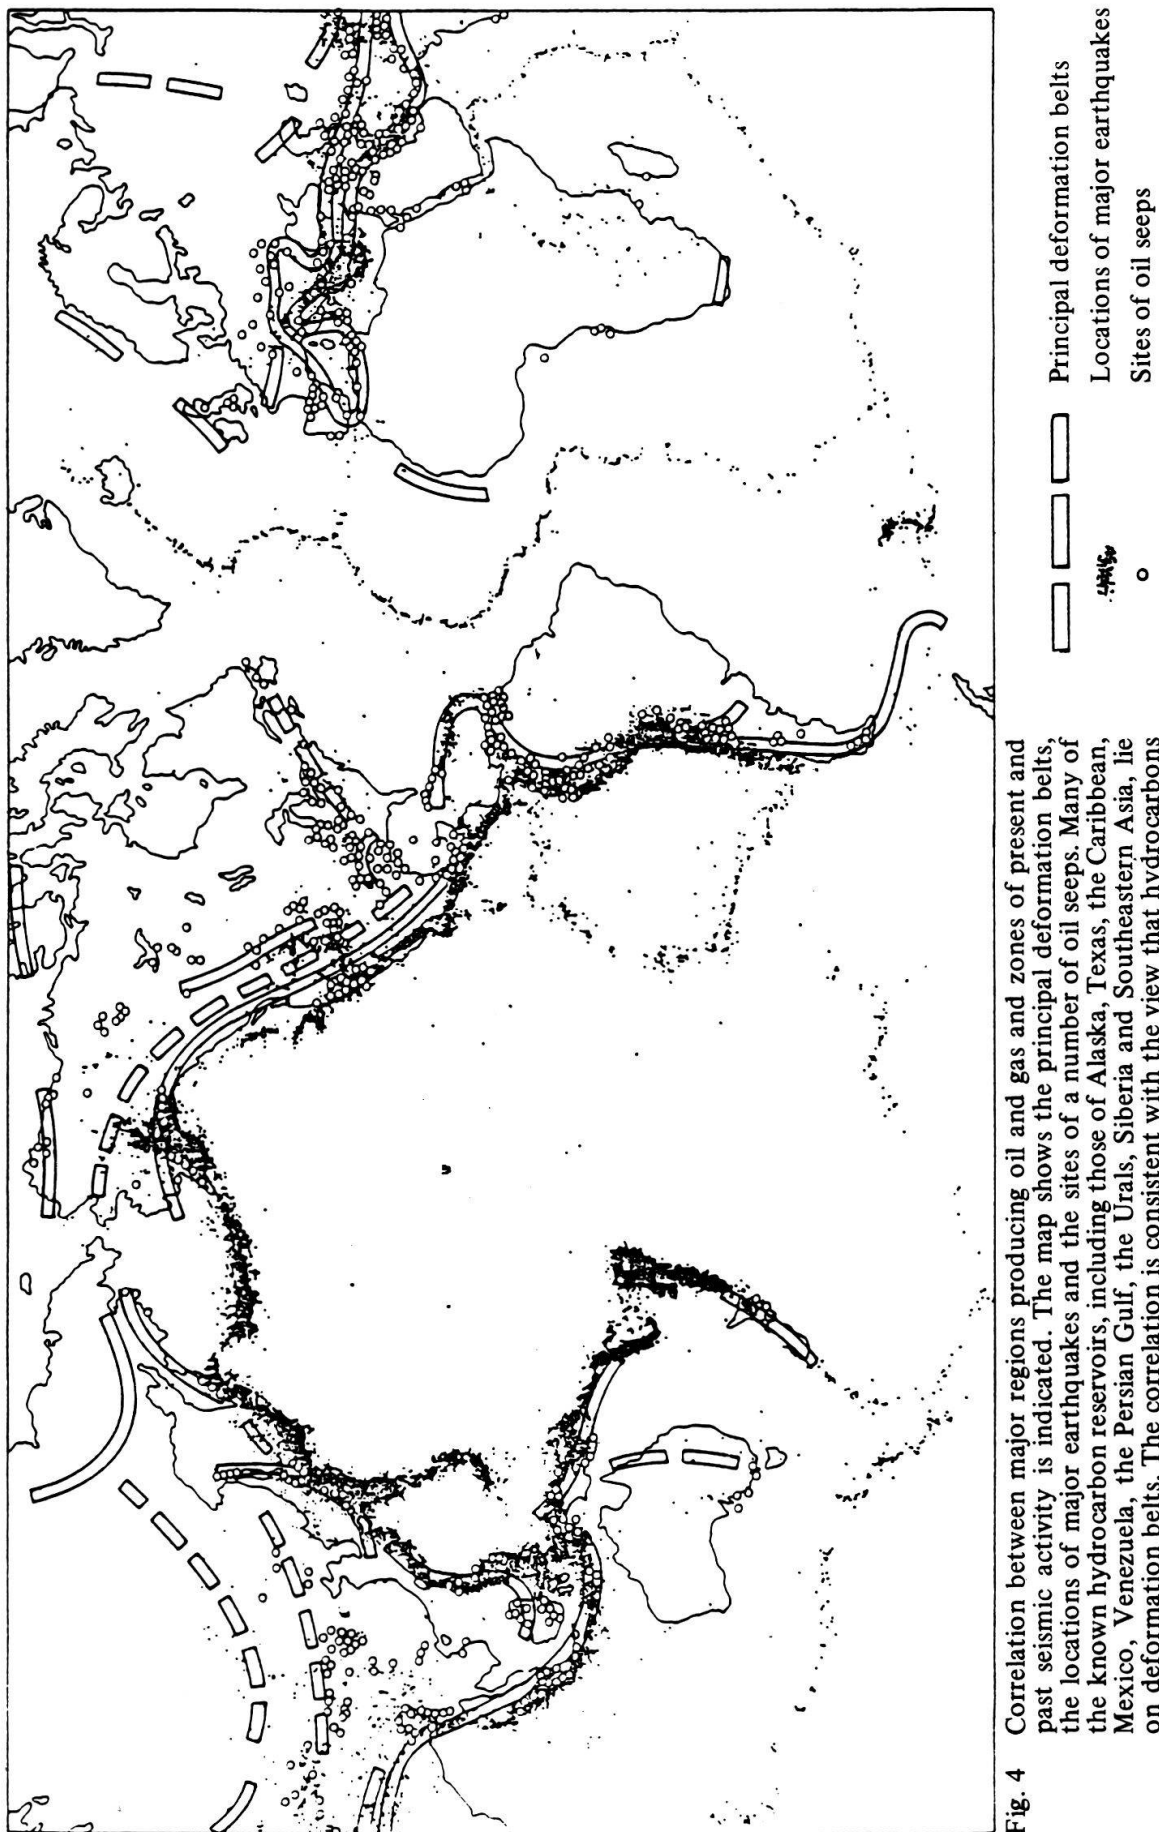 Fig. 4 Correlation between major regions producing oil and gas and zones of present and
past seismic activity is indicated. The map shows the principal deformation belts,
the locations of major earthquakes and the sites of a number of oil seeps. Many of
the known hydrocarbon reservoirs, including those of Alaska, Texas, the Caribbean,
Mexico, Venezuela, the Persian Gulf, the Urals, Siberia and Southeastern Asia, lie
on deformation belts. The correlation is consistent with the view that hydrocarbons
Principal deformation belts
Locations of major earthquakes
Sites of oil seeps